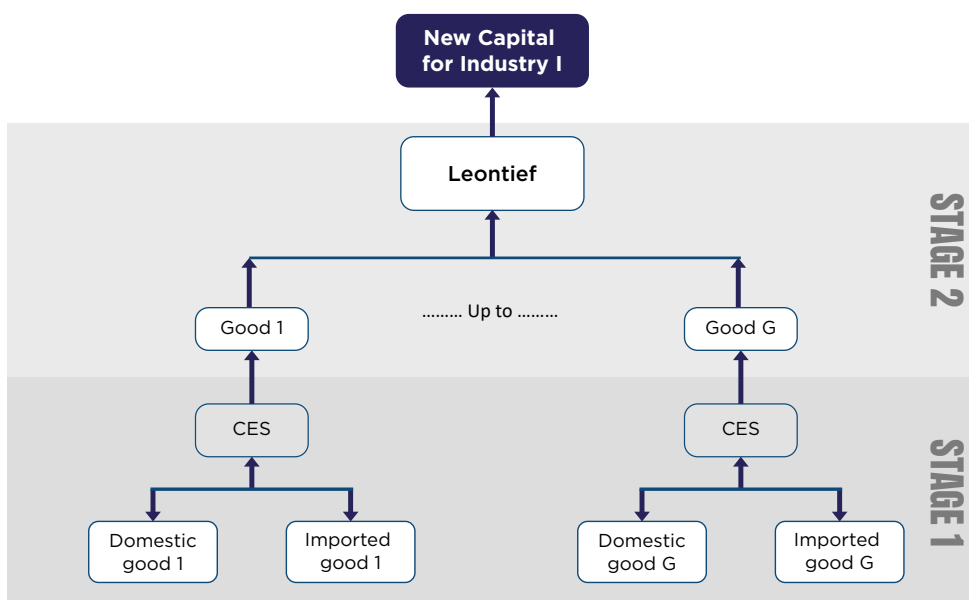 New Capital
for Industry I
Leontief
STAGE 2
Good 1
......... Up to .........
Good G
CES
CES
STAGE 1
Domestic
good 1
Imported
good 1
Domestic
good G
Imported
good G